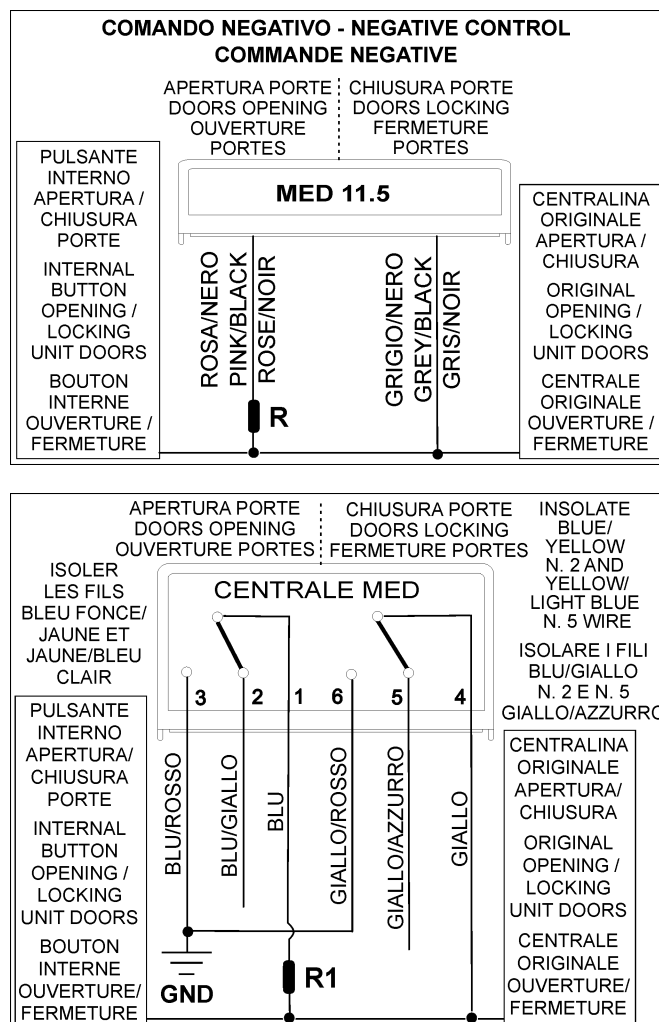 COMANDO NEGATIVO - NEGATIVE CONTROL
COMMANDE NEGATIVE
APERTURA PORTE
DOORS OPENING
OUVERTURE
PORTES
CHIUSURA PORTE
DOORS LOCKING
FERMETURE
PORTES
PULSANTE
INTERNO
APERTURA /
CHIUSURA
PORTE
INTERNAL
BUTTON
OPENING /
LOCKING
UNIT DOORS
BOUTON
INTERNE
OUVERTURE /
FERMETURE
MED 11.5
ROSA/NERO
PINK/BLACK
ROSE/NOIR
R
GRIGIO/NERO
GREY/BLACK
GRIS/NOIR
CENTRALINA
ORIGINALE
APERTURA /
CHIUSURA
ORIGINAL
OPENING /
LOCKING
UNIT DOORS
CENTRALE
ORIGINALE
OUVERTURE /
FERMETURE
APERTURA PORTE
DOORS OPENING
OUVERTURE PORTES
CHIUSURA PORTE
DOORS LOCKING
FERMETURE PORTES
INSOLATE
BLUE/
YELLOW
N. 2 AND
YELLOW/
LIGHT BLUE
N. 5 WIRE
ISOLARE I FILI
BLU/GIALLO
N. 2 E N. 5
GIALLO/AZZURRO
ISOLER
LES FILS
BLEU FONCE/
JAUNE ET
JAUNE/BLEU
CLAIR
PULSANTE
INTERNO
APERTURA/
CHIUSURA
PORTE
INTERNAL
BUTTON
OPENING /
LOCKING
UNIT DOORS
BOUTON
INTERNE
OUVERTURE/
FERMETURE
CENTRALE MED
3 2 1 6 5 4
BLU/ROSSO
BLU/GIALLO
BLU
GIALLO/ROSSO
GIALLO/AZZURRO
GIALLO
GND
R1
CENTRALINA
ORIGINALE
APERTURA/
CHIUSURA
ORIGINAL
OPENING /
LOCKING
UNIT DOORS
CENTRALE
ORIGINALE
OUVERTURE/
FERMETURE